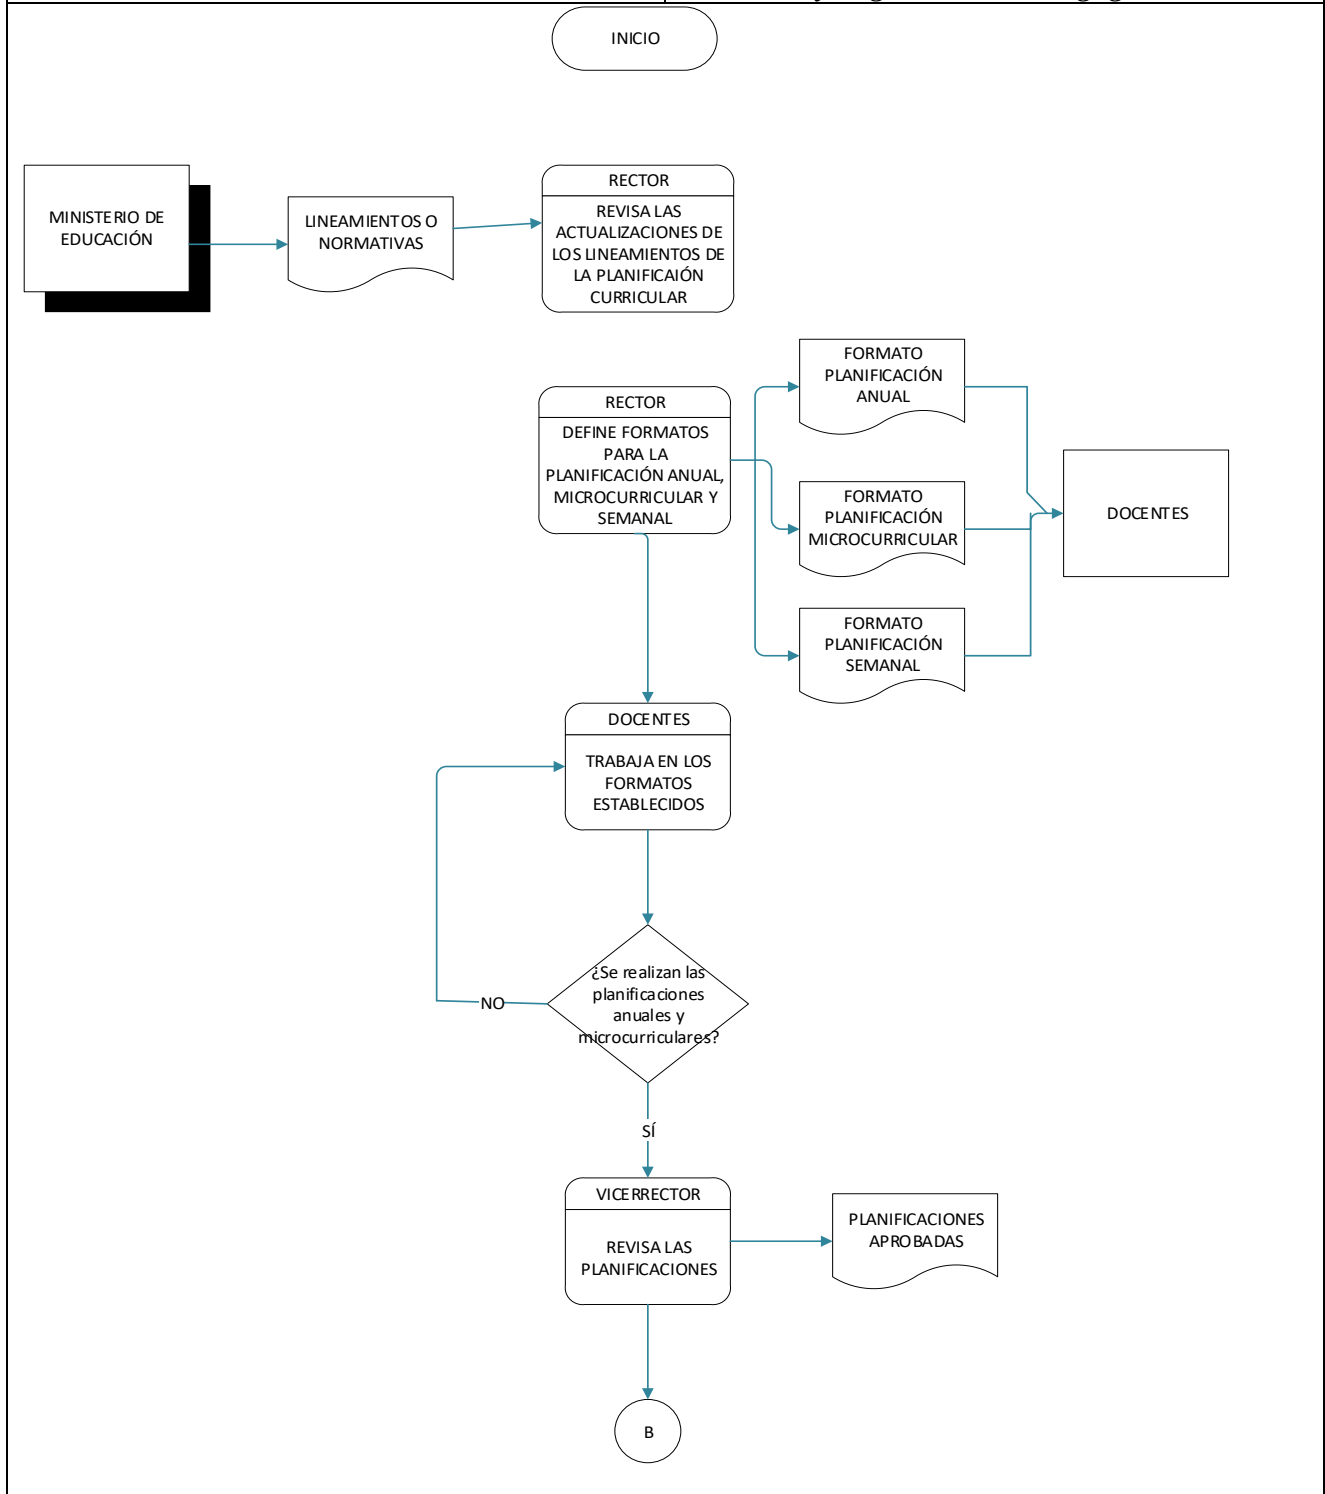 INICIO
MINISTERIO DE
EDUCACIÓN
LINEAMIENTOS O
NORMATIVAS
RECTOR
REVISA LAS
ACTUALIZACIONES DE
LOS LINEAMIENTOS DE
LA PLANIFICAIÓN
CURRICULAR
RECTOR
DEFINE FORMATOS
PARA LA
PLANIFICACIÓN ANUAL,
MICROCURRICULAR Y
SEMANAL
FORMATO
PLANIFICACIÓN
ANUAL
FORMATO
PLANIFICACIÓN
MICROCURRICULAR
FORMATO
PLANIFICACIÓN
SEMANAL
DOCENTES
DOCENTES
TRABAJA EN LOS
FORMATOS
ESTABLECIDOS
¿Se realizan las
planificaciones
anuales y
microcurriculares?
NO
SÍ
VICERRECTOR
REVISA LAS
PLANIFICACIONES
PLANIFICACIONES
APROBADAS
B